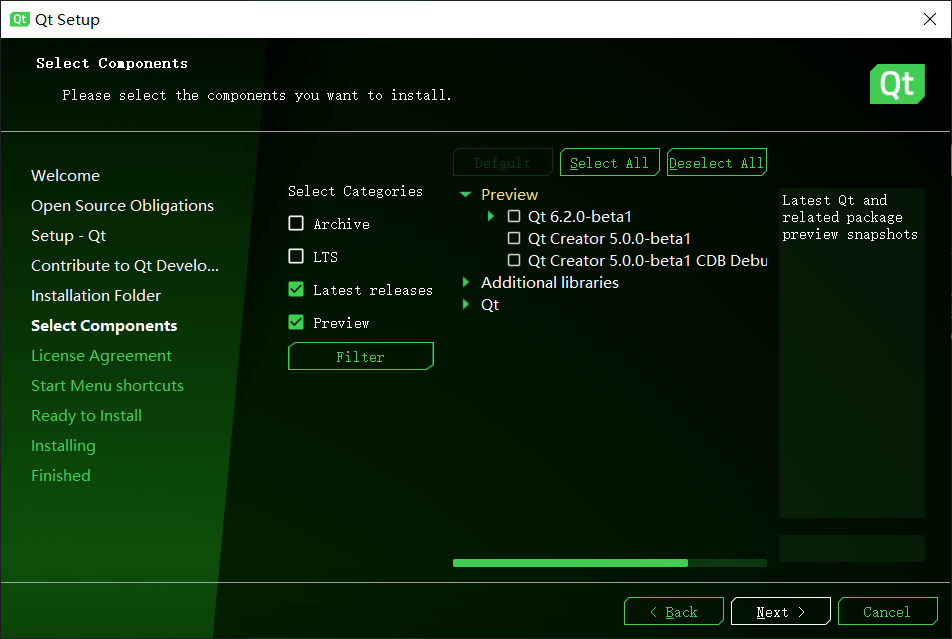 Qt Qt Setup
Select Components
Please select the components you want to install.
Qt
Welcome
Open Source Obligations
Setup - Qt
Contribute to Qt Develo...
Installation Folder
Select Components
License Agreement
Start Menu shortcuts
Ready to Install
Installing
Finished
Select Categories
Archive
LTS
Latest releases
Preview
Filter
Default Select All Deselect All
Preview
Qt 6.2.0-beta1
Qt Creator 5.0.0-beta1
Qt Creator 5.0.0-beta1 CDB Debu
Additional libraries
Qt
Latest Qt and
related package
preview snapshots
< Back Next > Cancel